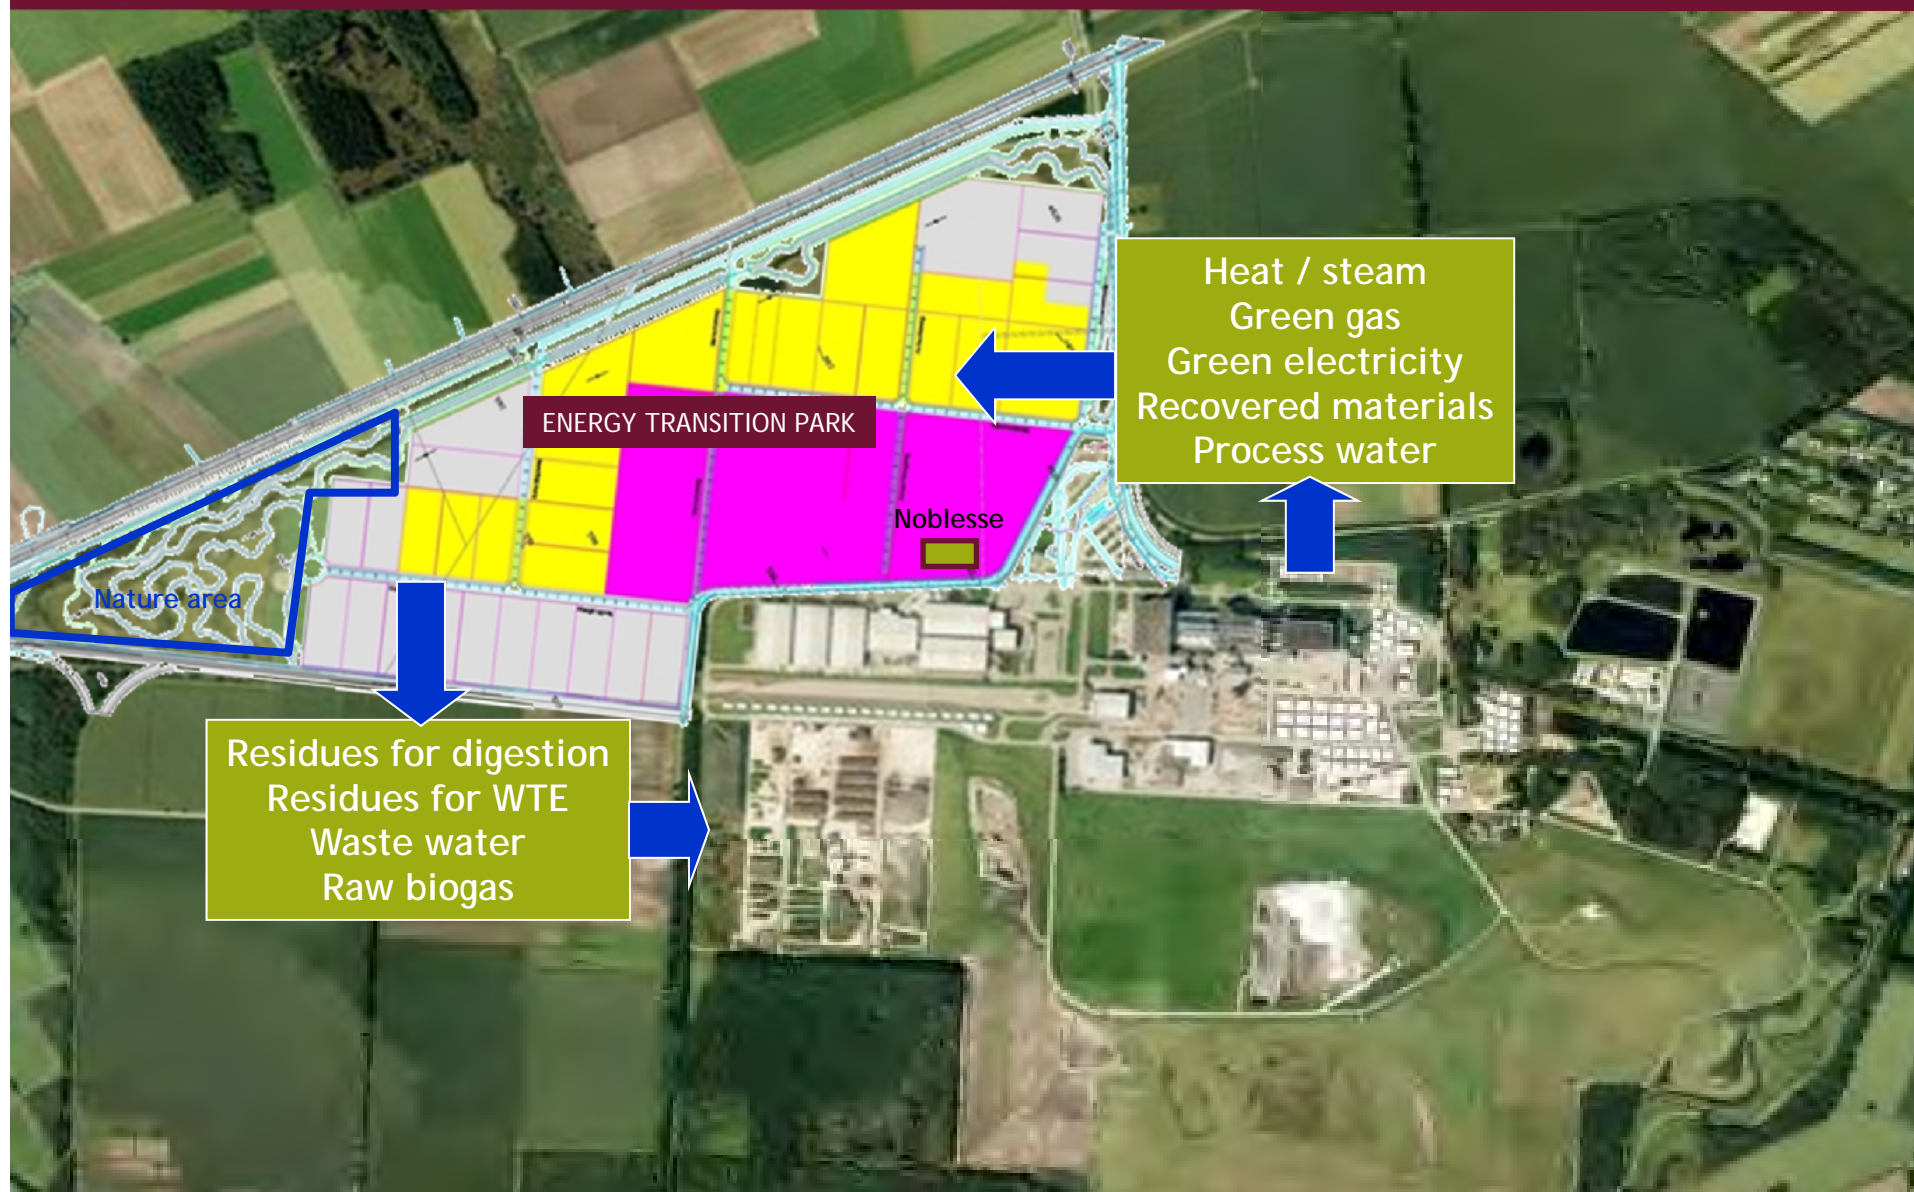 Heat / steam
Green gas
Green electricity
Recovered materials
Process water
ENERGY TRANSITION PARK
Noblesse
Nature area
Residues for digestion
Residues for WTE
Waste water
Raw biogas